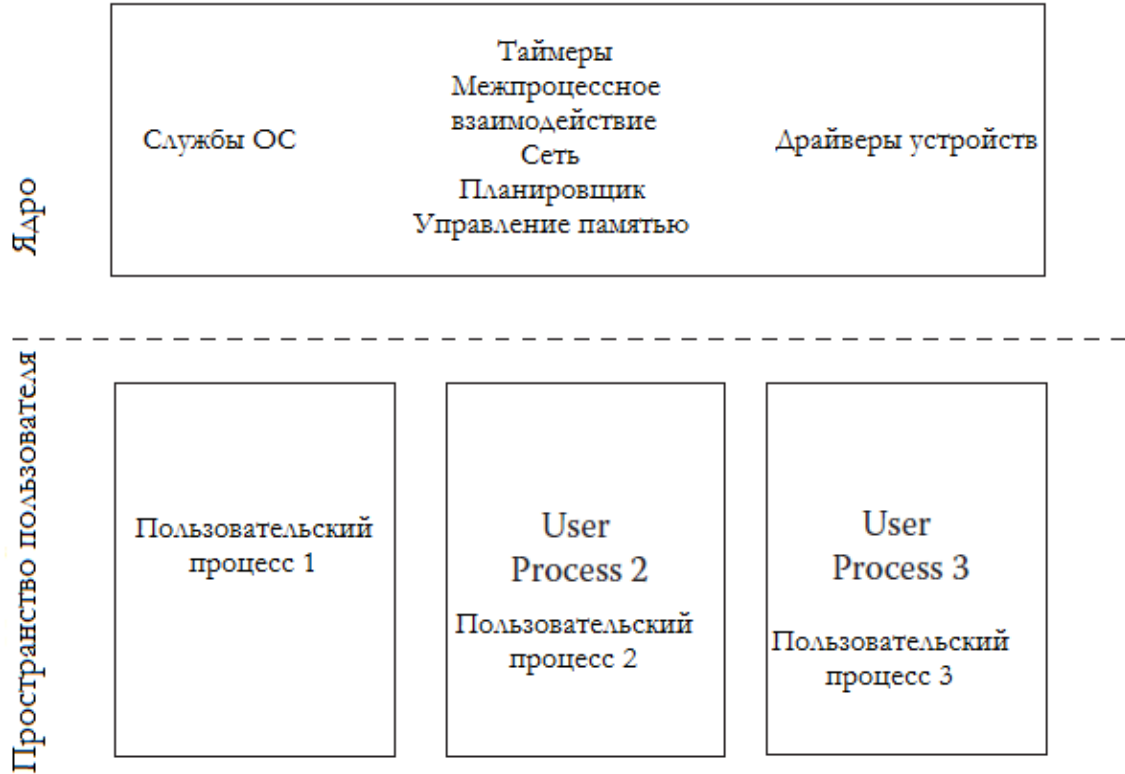 Ядро
Службы ОС
Таймеры
Межпроцессное
взаимодействие
Сеть
Планировщик
Управление памятью
Драйверы устройств
Пространство пользователя
Пользовательский
процесс 1
User
Process 2
Пользовательский
процесс 2
User
Process 3
Пользовательский
процесс 3